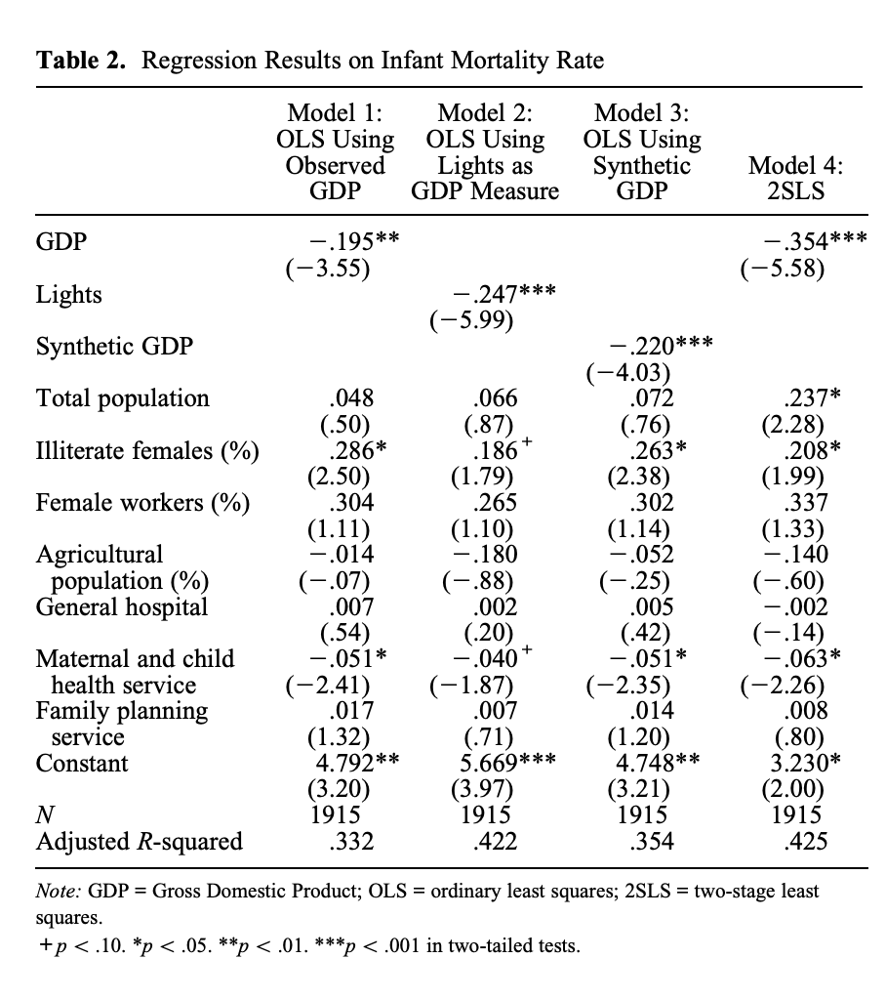 Table 2. Regression Results on Infant Mortality Rate
Model 1: Model 2: Model 3:
OLS Using OLS Using OLS Using
Observed Lights as Synthetic Model 4:
GDP GDP Measure GDP 2SLS
GDP −.195** −.354***
(−3.55) (−5.58)
Lights −.247***
(−5.99)
Synthetic GDP −.220***
(−4.03)
Total population .048 .066 .072 .237*
(.50) (.87) (.76) (2.28)
Illiterate females (%) .286* .186+ .263* .208*
(2.50) (1.79) (2.38) (1.99)
Female workers (%) .304 .265 .302 .337
(1.11) (1.10) (1.14) (1.33)
Agricultural −.014 −.180 −.052 −.140
population (%) (−.07) (−.88) (−.25) (−.60)
General hospital .007 .002 .005 −.002
(.54) (.20) (.42) (−.14)
Maternal and child −.051* −.040+ −.051* −.063*
health service (−2.41) (−1.87) (−2.35) (−2.26)
Family planning .017 .007 .014 .008
service (1.32) (.71) (1.20) (.80)
Constant 4.792** 5.669*** 4.748** 3.230*
(3.20) (3.97) (3.21) (2.00)
N 1915 1915 1915 1915
Adjusted R-squared .332 .422 .354 .425
Note: GDP = Gross Domestic Product; OLS = ordinary least squares; 2SLS = two-stage least
squares.
+p < .10. *p < .05. **p < .01. ***p < .001 in two-tailed tests.